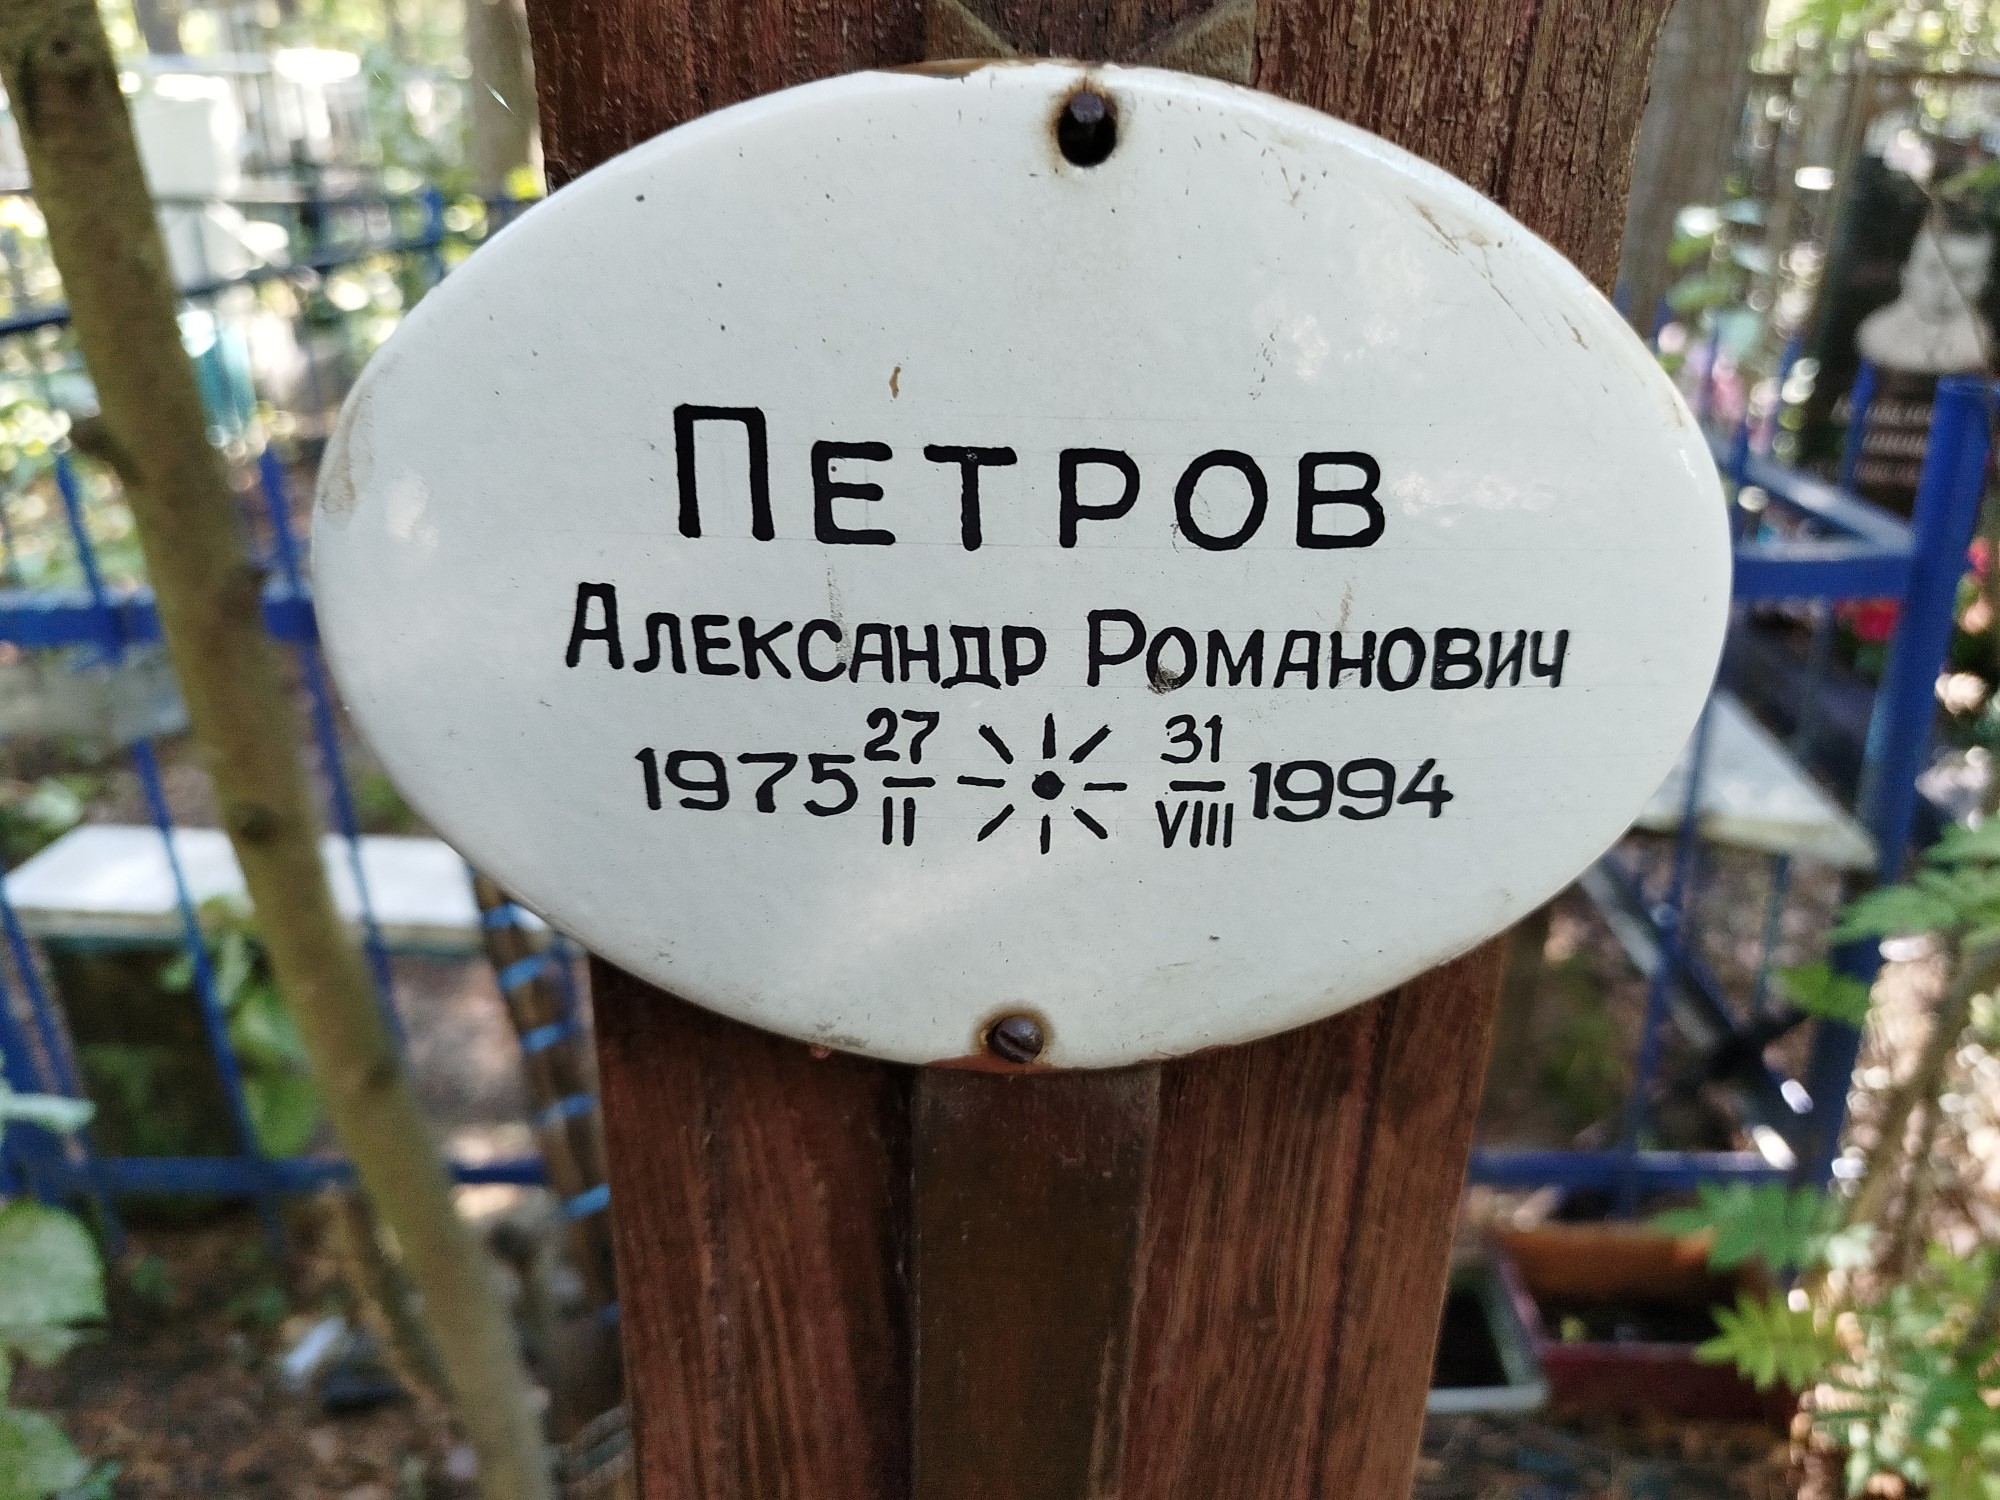 Петров
Александр Романович
1975 27/II 31/VIII 1994